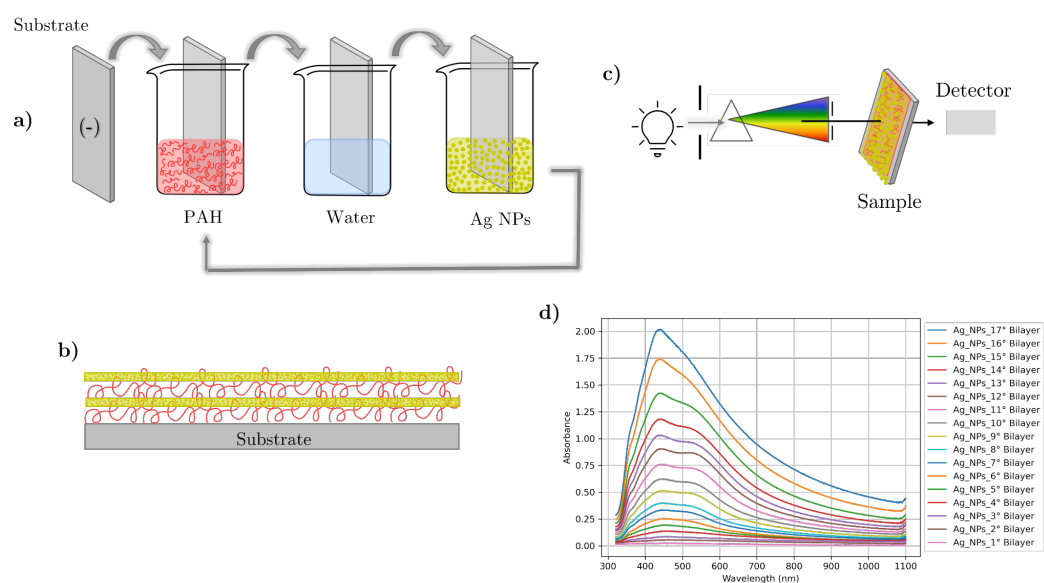 Substrate
a)
(-)
PAH
Water
Ag NPs
c)
Detector
Sample
b)
Substrate
d)
Absorbance
2.00
1.75
1.50
1.25
1.00
0.75
0.50
0.25
0.00
300 400 500 600 700 800 900 1000 1100
Wavelength (nm)
Ag_NPs_17° Bilayer
Ag_NPs_16° Bilayer
Ag_NPs_15° Bilayer
Ag_NPs_14° Bilayer
Ag_NPs_13° Bilayer
Ag_NPs_12° Bilayer
Ag_NPs_11° Bilayer
Ag_NPs_10° Bilayer
Ag_NPs_9° Bilayer
Ag_NPs_8° Bilayer
Ag_NPs_7° Bilayer
Ag_NPs_6° Bilayer
Ag_NPs_5° Bilayer
Ag_NPs_4° Bilayer
Ag_NPs_3° Bilayer
Ag_NPs_2° Bilayer
Ag_NPs_1° Bilayer